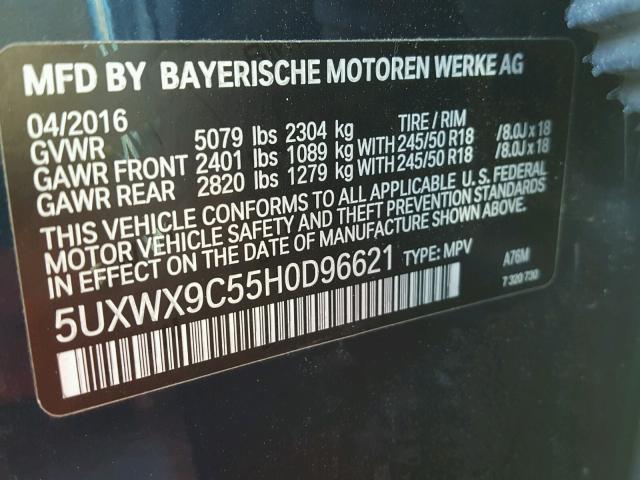 MFD BY BAYERISCHE MOTOREN WERKE AG
04/2016 TIRE / RIM
GVWR 5079 lbs 2304 kg
GAWR FRONT 2401 lbs 1089 kg WITH 245/50 R18 /8.0J x 18
GAWR REAR 2820 lbs 1279 kg WITH 245/50 R18 /8.0J x 18
THIS VEHICLE CONFORMS TO ALL APPLICABLE U.S. FEDERAL
MOTOR VEHICLE SAFETY AND THEFT PREVENTION STANDARDS
IN EFFECT ON THE DATE OF MANUFACTURE SHOWN ABOVE.
5UXWX9C55H0D96621 TYPE: MPV A76M
7 320 730